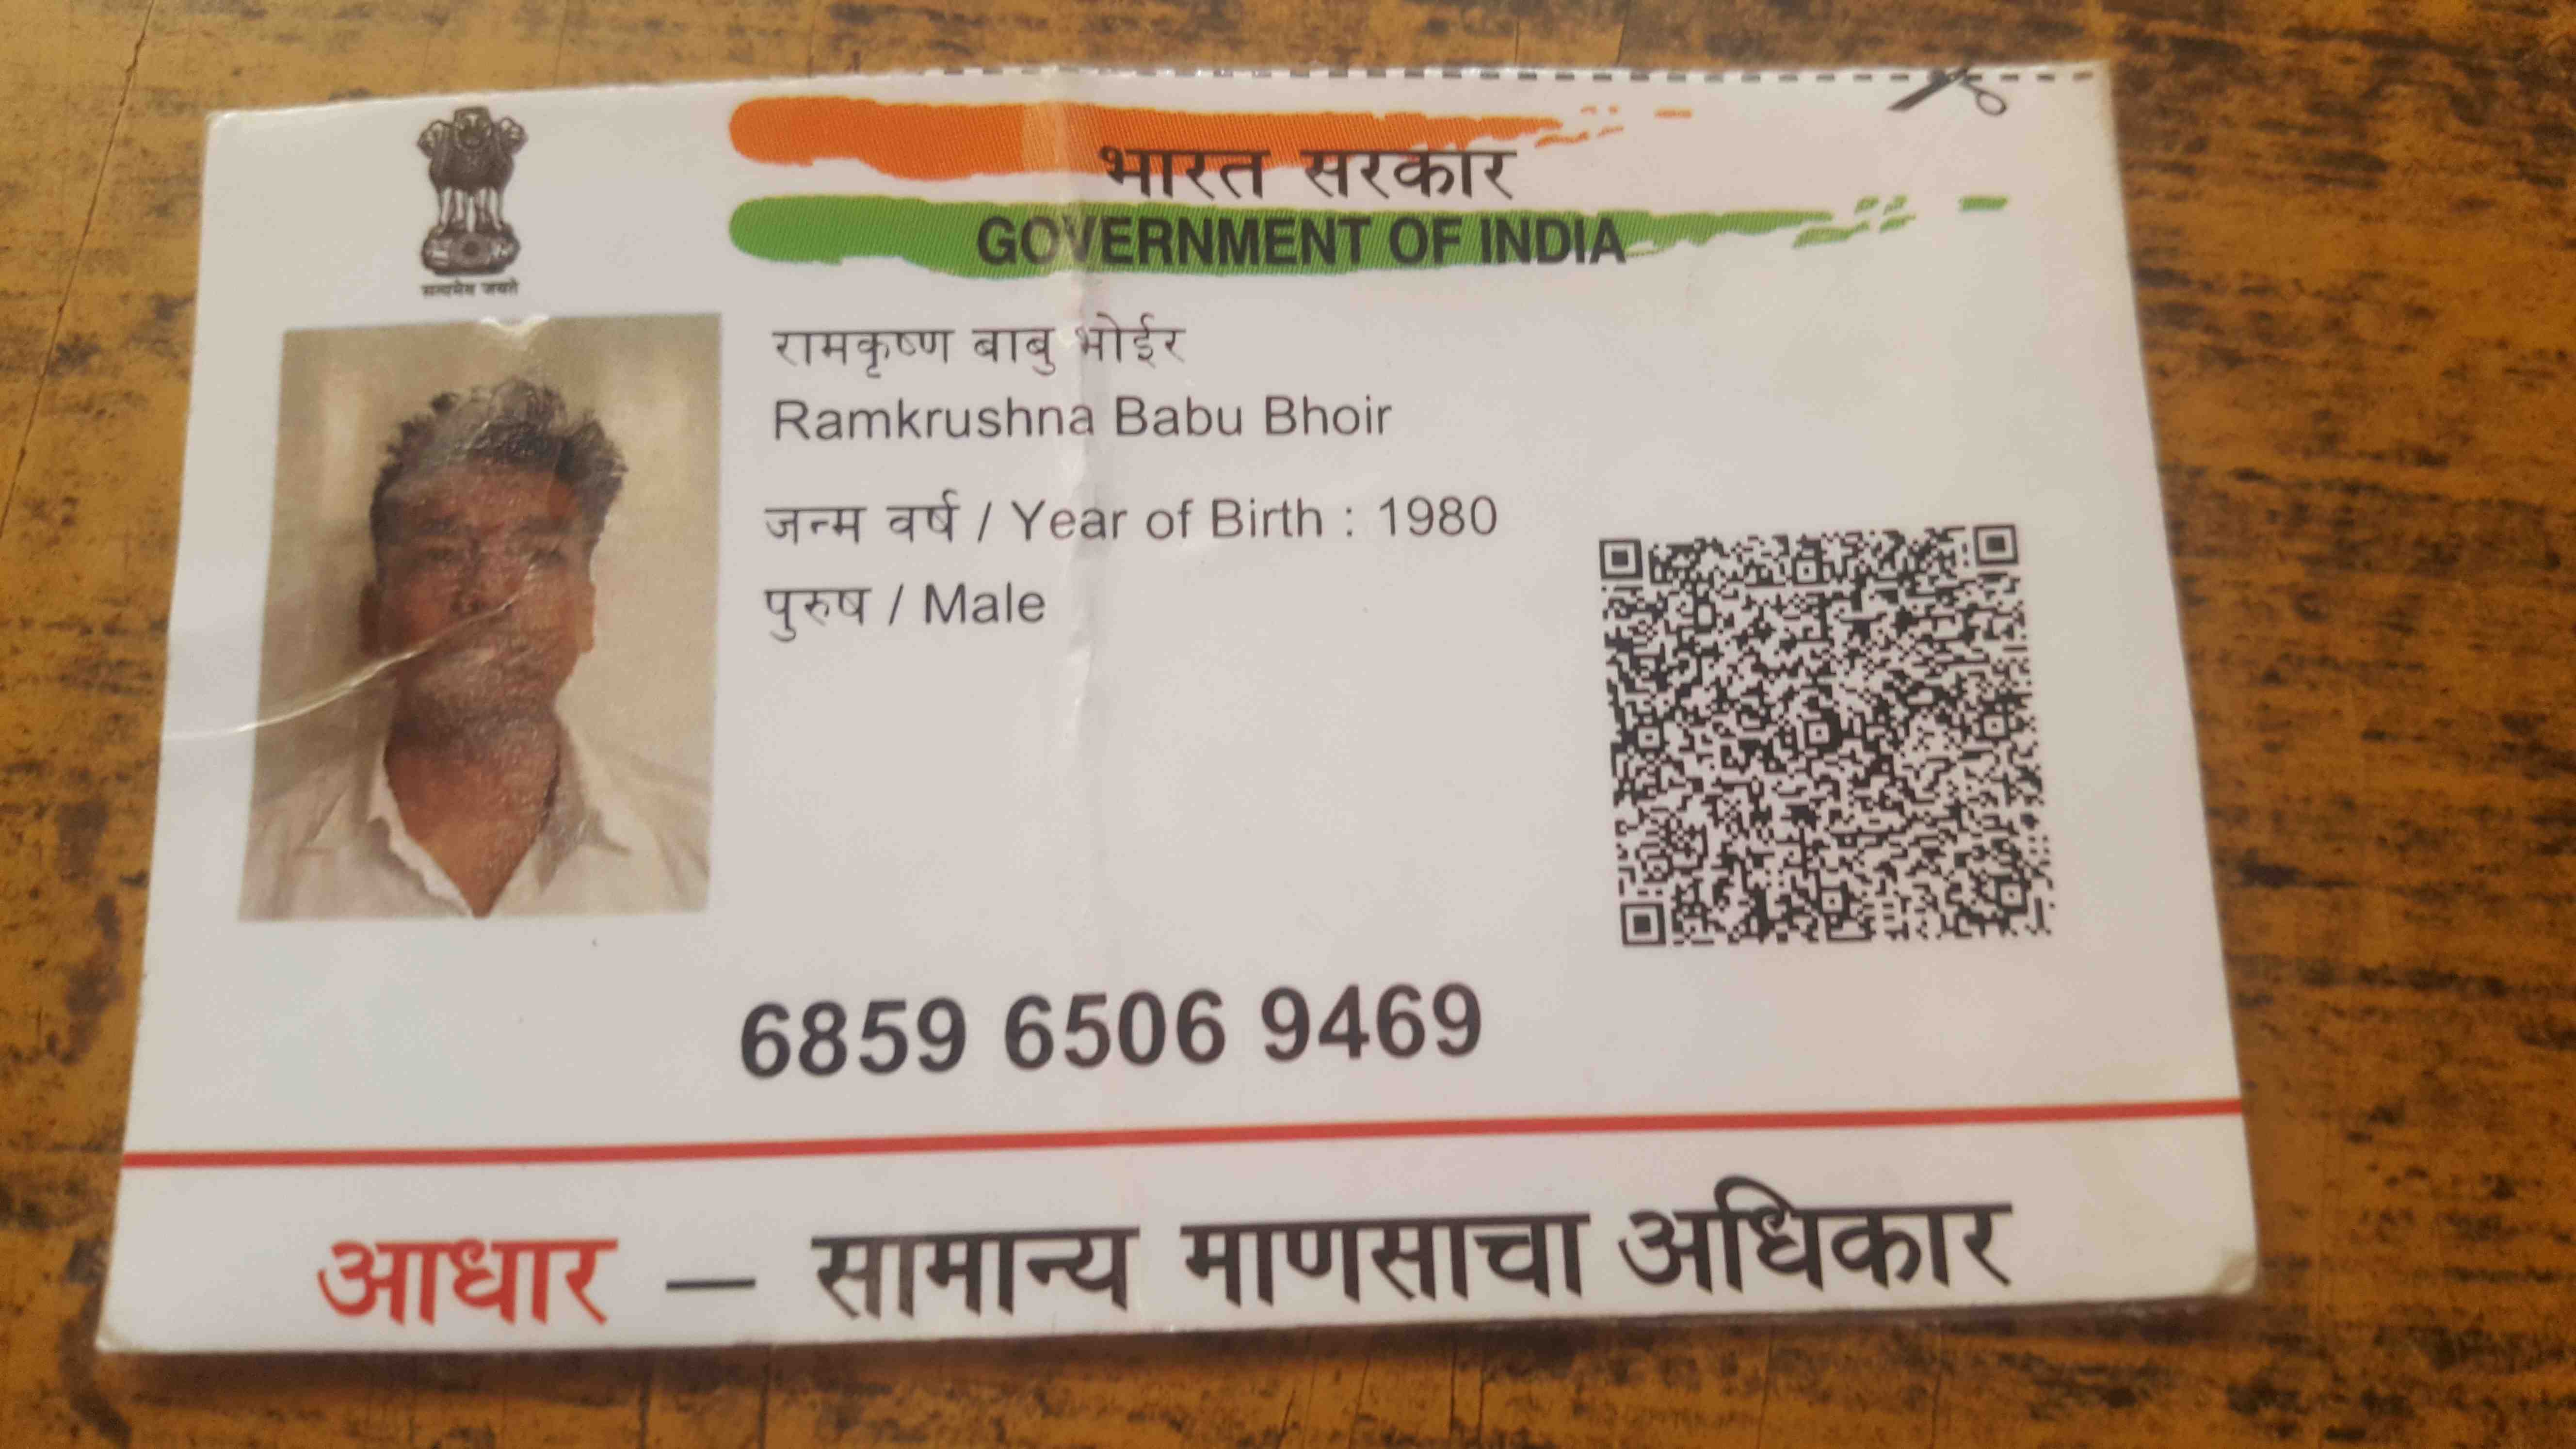 भारत सरकार
GOVERNMENT OF INDIA
सत्यमेव जयते
रामकृष्ण बाबु भोईर
Ramkrushna Babu Bhoir
जन्म वर्ष / Year of Birth : 1980
पुरुष / Male
6859 6506 9469
आधार — सामान्य माणसाचा अधिकार